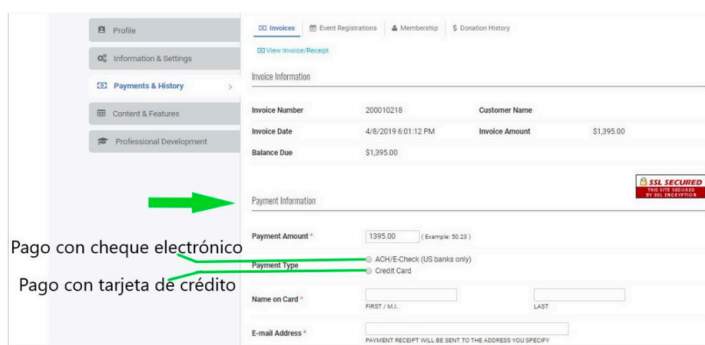 Profile
Information & Settings
Payments & History >
Content & Features
Professional Development
Invoices Event Registrations Membership $ Donation History
View Invoice/Receipt
Invoice Information
Invoice Number 200010218 Customer Name
Invoice Date 4/8/2019 6:01:12 PM Invoice Amount $1,395.00
Balance Due $1,395.00
SSL SECURED
THIS SITE SECURED
BY SSL ENCRYPTION
Payment Information
Payment Amount * 1395.00 ( Example: 50.23 )
Pago con cheque electrónico
Payment Type ACH/E-Check (US banks only)
Credit Card
Pago con tarjeta de crédito
Name on Card *
FIRST / M.I. LAST
E-mail Address *
PAYMENT RECEIPT WILL BE SENT TO THE ADDRESS YOU SPECIFY